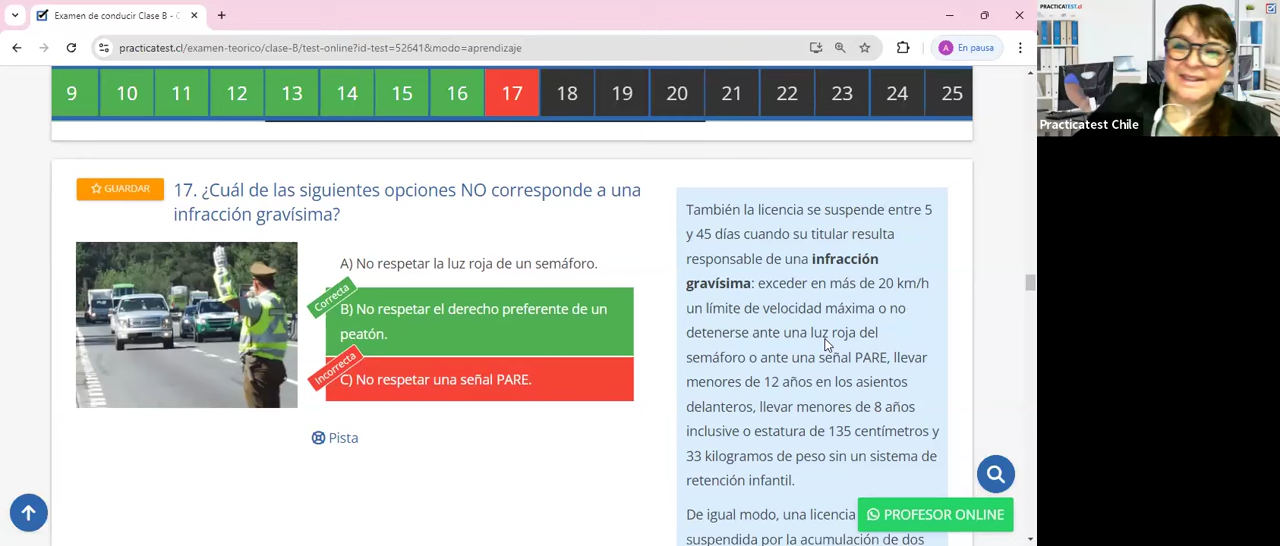 Examen de conducir Clase B - C
practicatest.cl/examen-teorico/clase-B/test-online?id-test=52641&modo=aprendizaje
A
En pausa
PRACTICATEST.cl
Practicatest Chile
9 10 11 12 13 14 15 16 17 18 19 20 21 22 23 24 25
GUARDAR
17. ¿Cuál de las siguientes opciones NO corresponde a una
infracción gravísima?
A) No respetar la luz roja de un semáforo.
Correcta
B) No respetar el derecho preferente de un
peatón.
Incorrecta
C) No respetar una señal PARE.
Pista
También la licencia se suspende entre 5
y 45 días cuando su titular resulta
responsable de una infracción
gravísima: exceder en más de 20 km/h
un límite de velocidad máxima o no
detenerse ante una luz roja del
semáforo o ante una señal PARE, llevar
menores de 12 años en los asientos
delanteros, llevar menores de 8 años
inclusive o estatura de 135 centímetros y
33 kilogramos de peso sin un sistema de
retención infantil.
De igual modo, una licencia
suspendida por la acumulación de dos
PROFESOR ONLINE